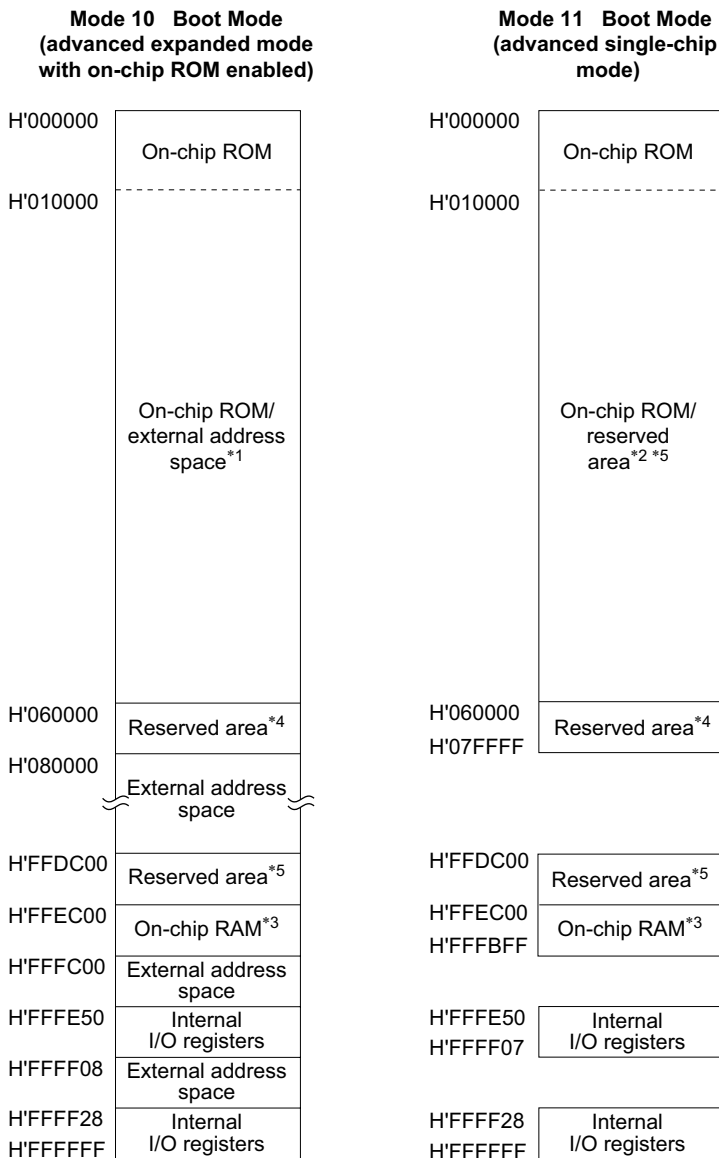 Mode 10 Boot Mode
(advanced expanded mode
with on-chip ROM enabled)
H'000000
On-chip ROM
H'010000
On-chip ROM/
external address
space*1
H'060000
Reserved area*4
H'080000
External address
space
H'FFDC00
Reserved area*5
H'FFEC00
On-chip RAM*3
H'FFFC00
External address
space
H'FFFE50
Internal
I/O registers
H'FFFF08
External address
space
H'FFFF28
Internal
I/O registers
H'FFFFFF
Mode 11 Boot Mode
(advanced single-chip
mode)
H'000000
On-chip ROM
H'010000
On-chip ROM/
reserved
area*2 *5
H'060000
Reserved area*4
H'07FFFF
H'FFDC00
Reserved area*5
H'FFEC00
On-chip RAM*3
H'FFFBFF
H'FFFE50
Internal
I/O registers
H'FFFF07
H'FFFF28
Internal
I/O registers
H'FFFFFF